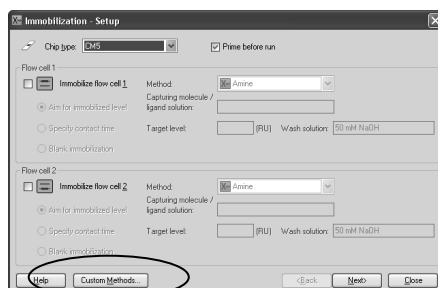 Immobilization - Setup
Chip type: CM5 Prime before run
Flow cell 1
Immobilize flow cell 1 Method: Amine
Capturing molecule /
Aim for immobilized level ligand solution:
Specify contact time Target level: (RU) Wash solution: 50 mM NaOH
Blank immobilization
Flow cell 2
Immobilize flow cell 2 Method: Amine
Capturing molecule /
Aim for immobilized level ligand solution:
Specify contact time Target level: (RU) Wash solution: 50 mM NaOH
Blank immobilization
Help Custom Methods... <Back Next> Close